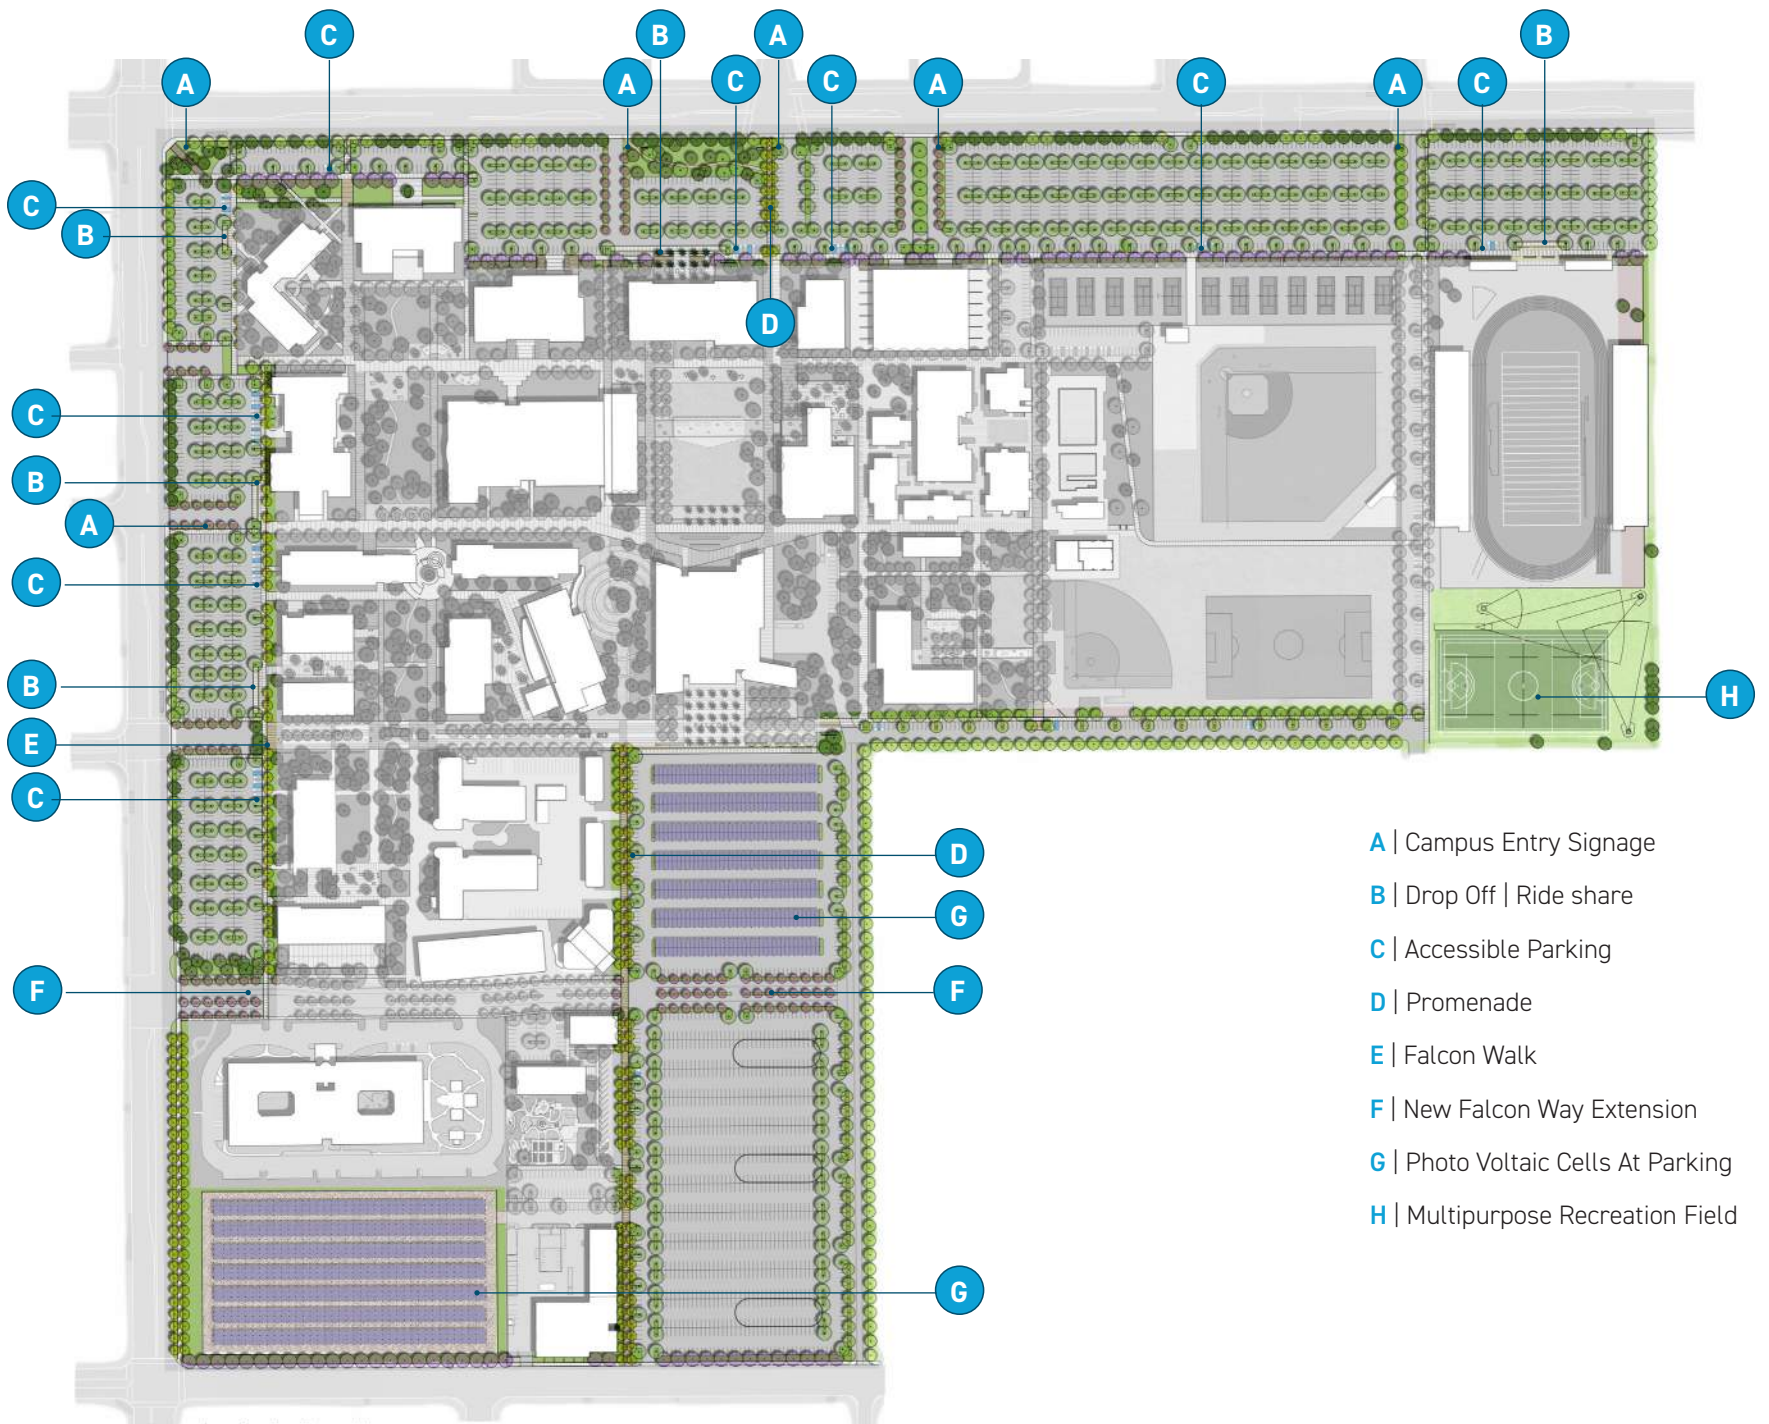 C
B
A
B
A
A
C
C
A
C
A
C
C
B
D
C
B
A
C
B
H
E
C
D
G
F
F
G
A | Campus Entry Signage
B | Drop Off | Ride share
C | Accessible Parking
D | Promenade
E | Falcon Walk
F | New Falcon Way Extension
G | Photo Voltaic Cells At Parking
H | Multipurpose Recreation Field